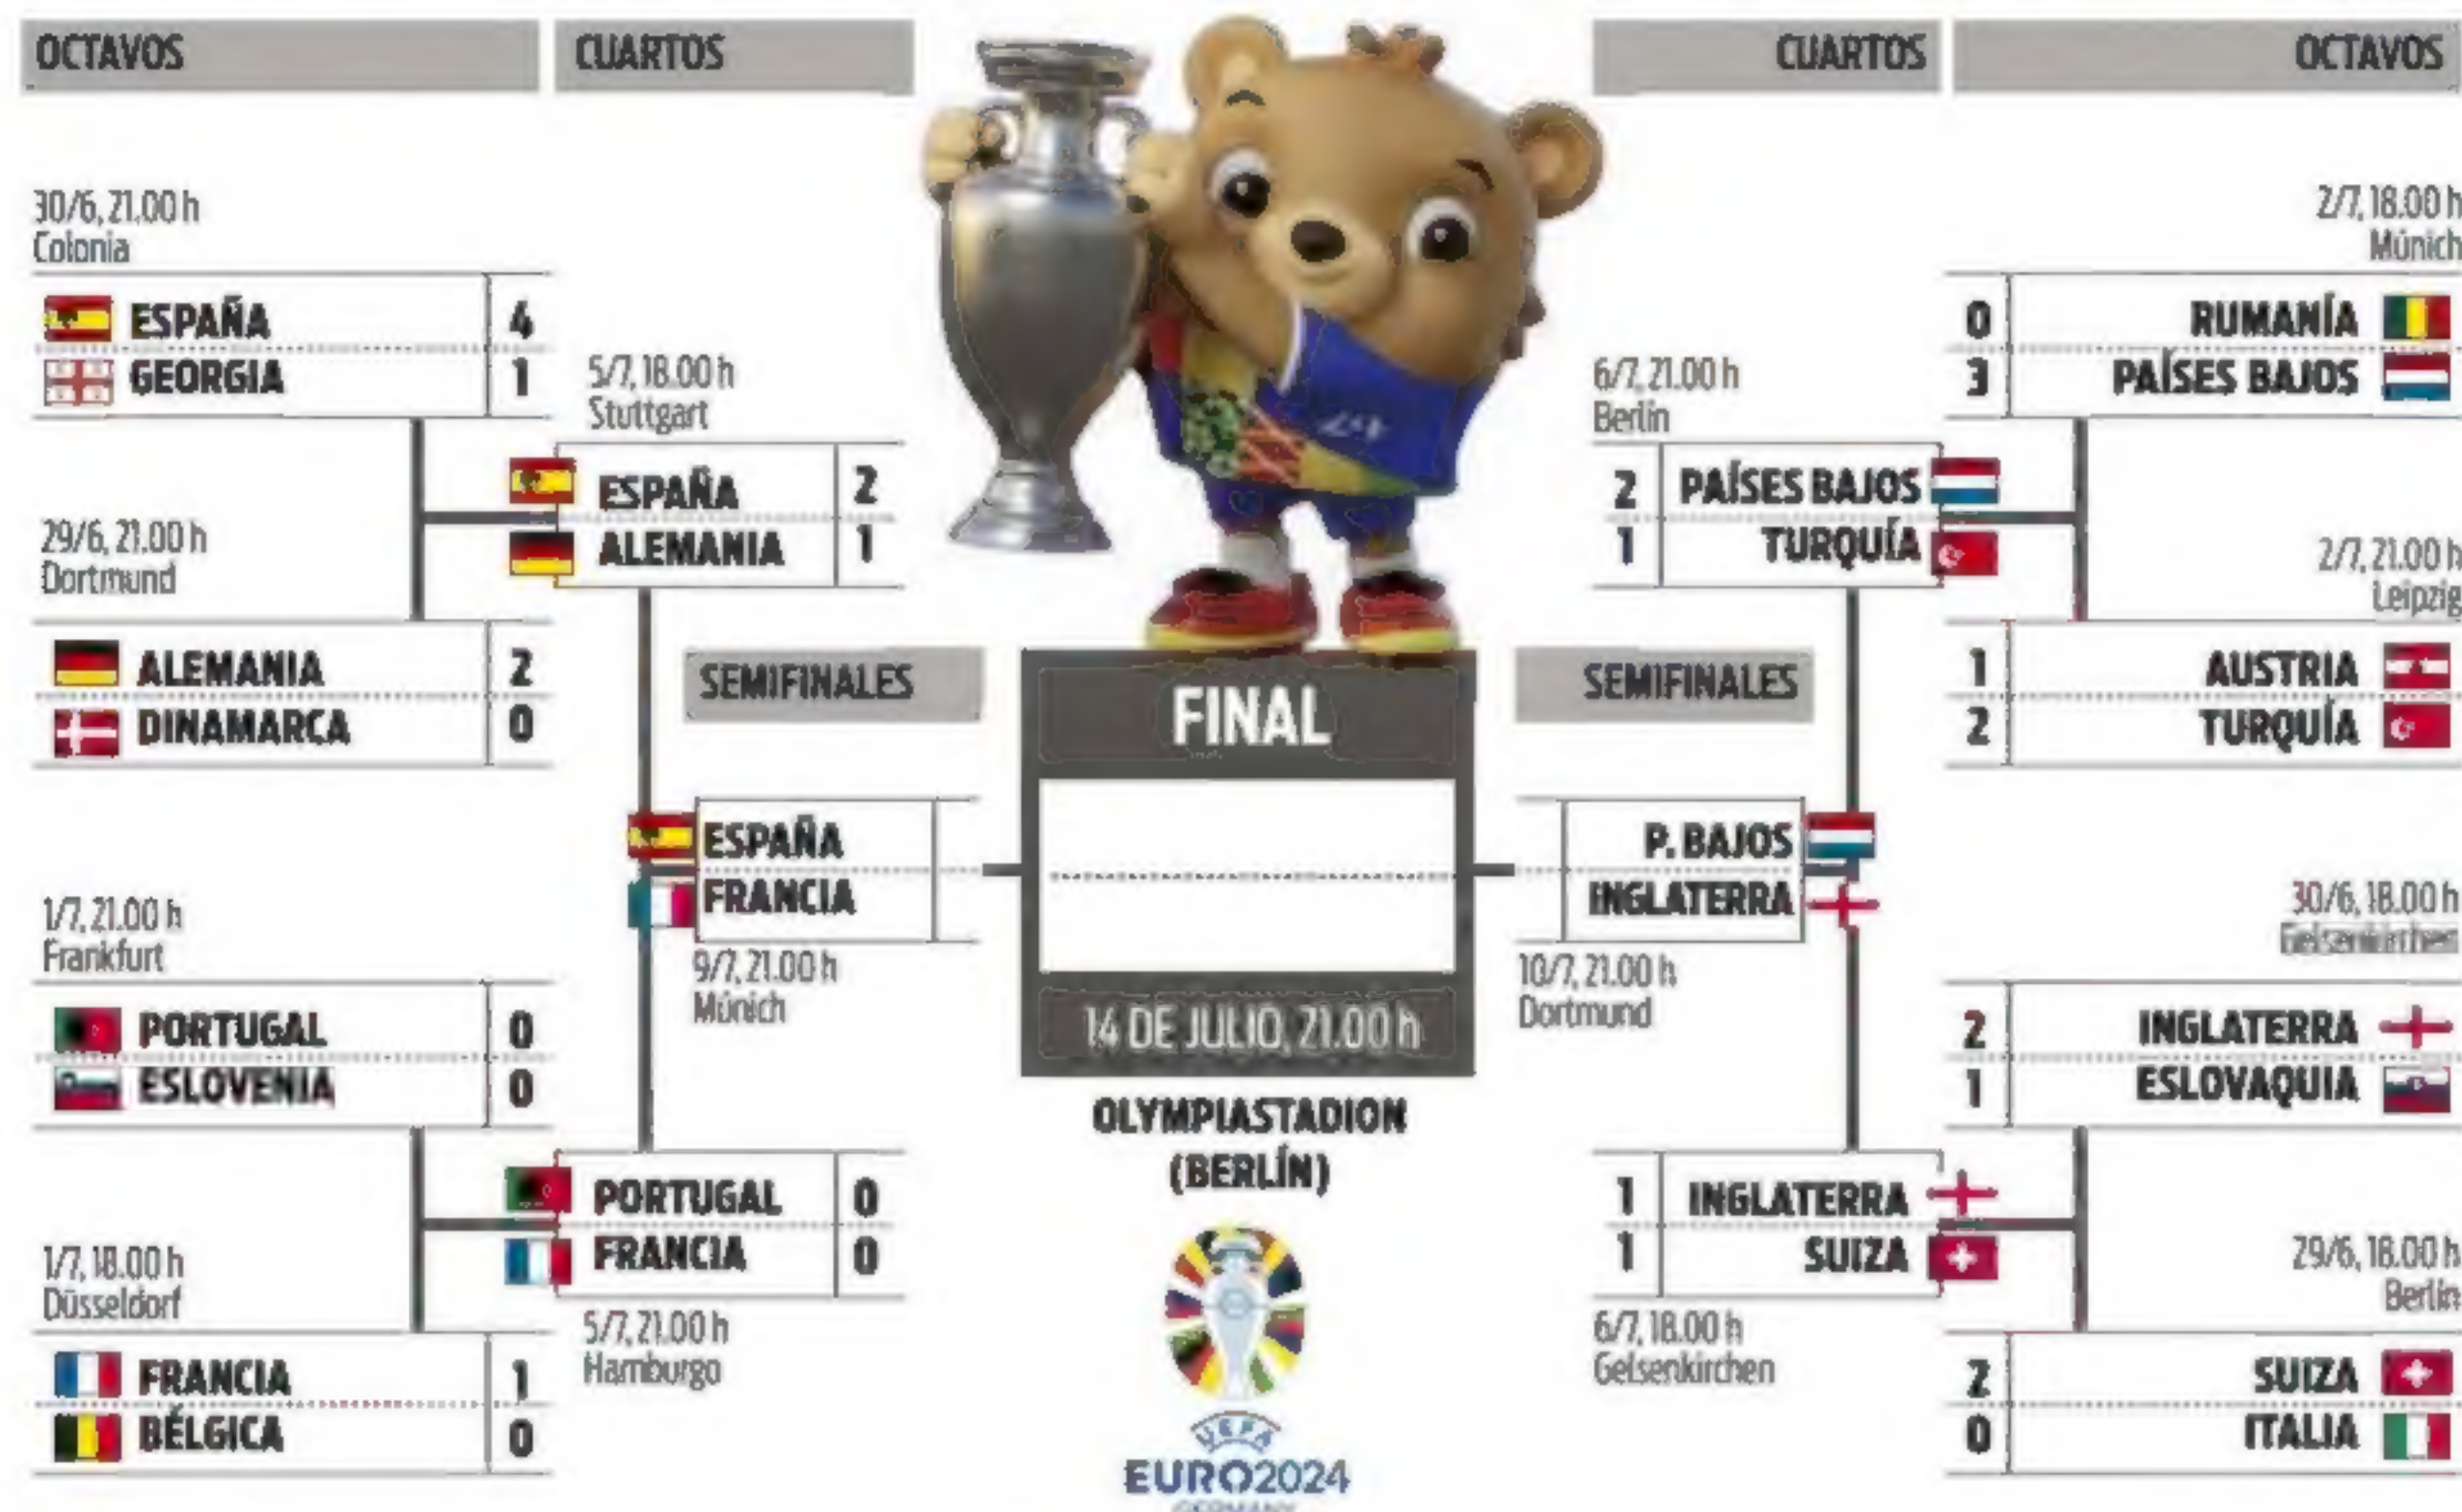 OCTAVOS
CUARTOS
30/6, 21.00 h
Colonia
ESPAÑA 4
GEORGIA 1
29/6, 21.00 h
Dortmund
ALEMANIA 2
DINAMARCA 0
5/7, 18.00 h
Stuttgart
ESPAÑA 2
ALEMANIA 1
1/7, 21.00 h
Frankfurt
PORTUGAL 0
ESLOVENIA 0
1/7, 18.00 h
Düsseldorf
FRANCIA 1
BÉLGICA 0
PORTUGAL 0
FRANCIA 0
5/7, 21.00 h
Hamburgo
SEMIFINALES
ESPAÑA
FRANCIA
9/7, 21.00 h
Múnich
FINAL
14 DE JULIO, 21.00 h
OLYMPIASTADION
(BERLÍN)
UEFA
EURO2024
GERMANY
SEMIFINALES
P. BAJOS
INGLATERRA
10/7, 21.00 h
Dortmund
CUARTOS
OCTAVOS
6/7, 21.00 h
Berlín
2 PAÍSES BAJOS
1 TURQUÍA
2/7, 18.00 h
Múnich
0 RUMANÍA
3 PAÍSES BAJOS
2/7, 21.00 h
Leipzig
1 AUSTRIA
2 TURQUÍA
30/6, 18.00 h
Gelsenkirchen
2 INGLATERRA
1 ESLOVAQUIA
1 INGLATERRA
1 SUIZA
6/7, 18.00 h
Gelsenkirchen
29/6, 18.00 h
Berlín
2 SUIZA
0 ITALIA